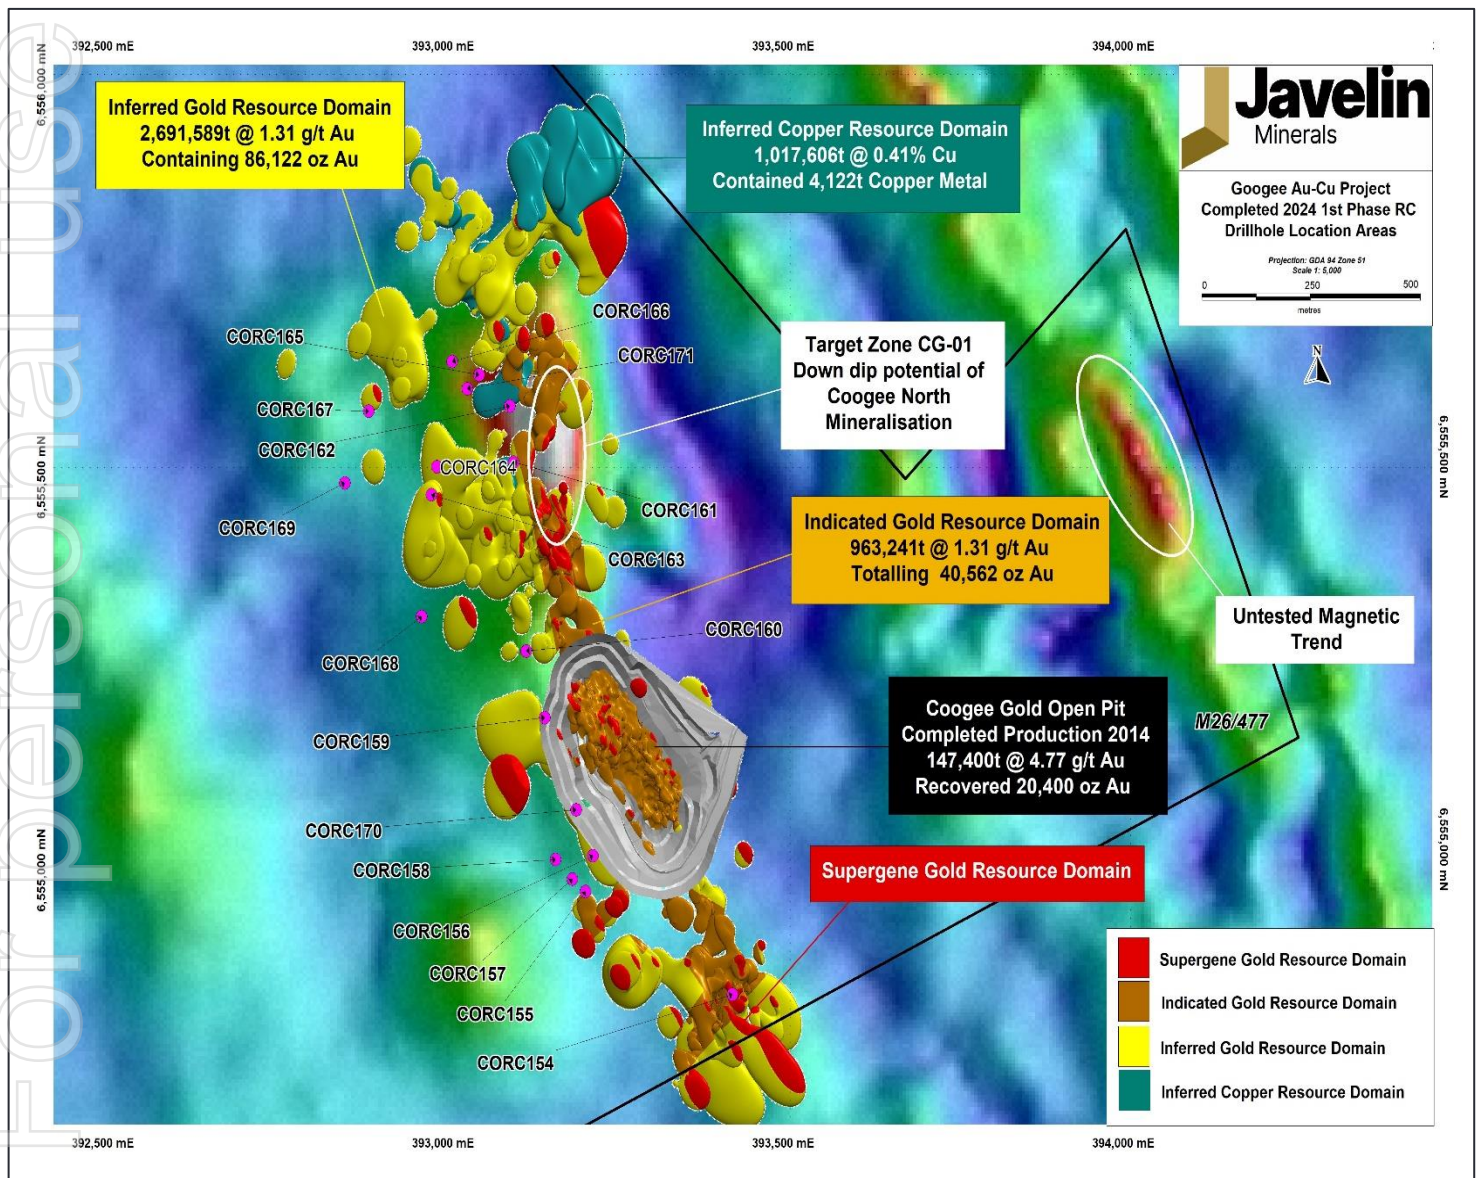 For personal use
392,500 mE
393,000 mE
393,500 mE
394,000 mE
6,556,000 mN
6,555,500 mN
6,555,000 mN
Inferred Gold Resource Domain
2,691,589t @ 1.31 g/t Au
Containing 86,122 oz Au
Inferred Copper Resource Domain
1,017,606t @ 0.41% Cu
Contained 4,122t Copper Metal
Javelin
Minerals
Googee Au-Cu Project
Completed 2024 1st Phase RC
Drillhole Location Areas
Projection: GDA 94 Zone 51
Scale 1: 5,000
0
250
500
metres
N
CORC166
CORC165
CORC171
Target Zone CG-01
Down dip potential of
Coogee North
Mineralisation
CORC167
CORC162
CORC164
CORC169
CORC161
CORC163
Indicated Gold Resource Domain
963,241t @ 1.31 g/t Au
Totalling 40,562 oz Au
6,555,500 mN
Untested Magnetic
Trend
CORC160
CORC168
CORC159
Coogee Gold Open Pit
Completed Production 2014
147,400t @ 4.77 g/t Au
Recovered 20,400 oz Au
M26/477
CORC170
CORC158
Supergene Gold Resource Domain
6,555,000 mN
CORC156
CORC157
CORC155
CORC154
Supergene Gold Resource Domain
Indicated Gold Resource Domain
Inferred Gold Resource Domain
Inferred Copper Resource Domain
392,500 mE
393,000 mE
393,500 mE
394,000 mE